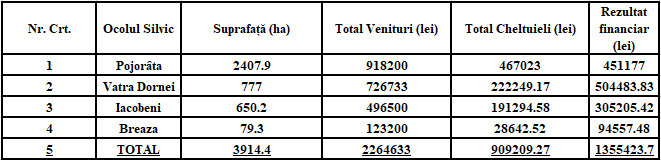 Nr. Crt. Ocolul Silvic Suprafață (ha) Total Venituri (lei) Total Cheltuieli (lei) Rezultat financiar (lei)
1 Pojorâta 2407.9 918200 467023 451177
2 Vatra Dornei 777 726733 222249.17 504483.83
3 Iacobeni 650.2 496500 191294.58 305205.42
4 Breaza 79.3 123200 28642.52 94557.48
5 TOTAL 3914.4 2264633 909209.27 1355423.7